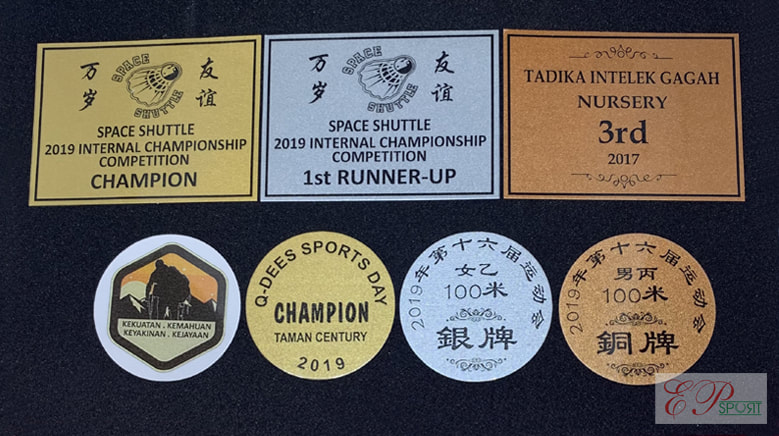 万岁
SPACE
SHUTTLE
友谊
SPACE SHUTTLE
2019 INTERNAL CHAMPIONSHIP
COMPETITION
CHAMPION
万岁
SPACE
SHUTTLE
友谊
SPACE SHUTTLE
2019 INTERNAL CHAMPIONSHIP
COMPETITION
1st RUNNER-UP
TADIKA INTELEK GAGAH
NURSERY
3rd
2017
KEKUATAN . KEMAHUAN
KEYAKINAN . KEJAYAAN
Q-DEES SPORTS DAY
CHAMPION
TAMAN CENTURY
2019
2019年第十六届运动会
女乙
100米
銀牌
2019年第十六届运动会
男丙
100米
銅牌
EP
SPORT